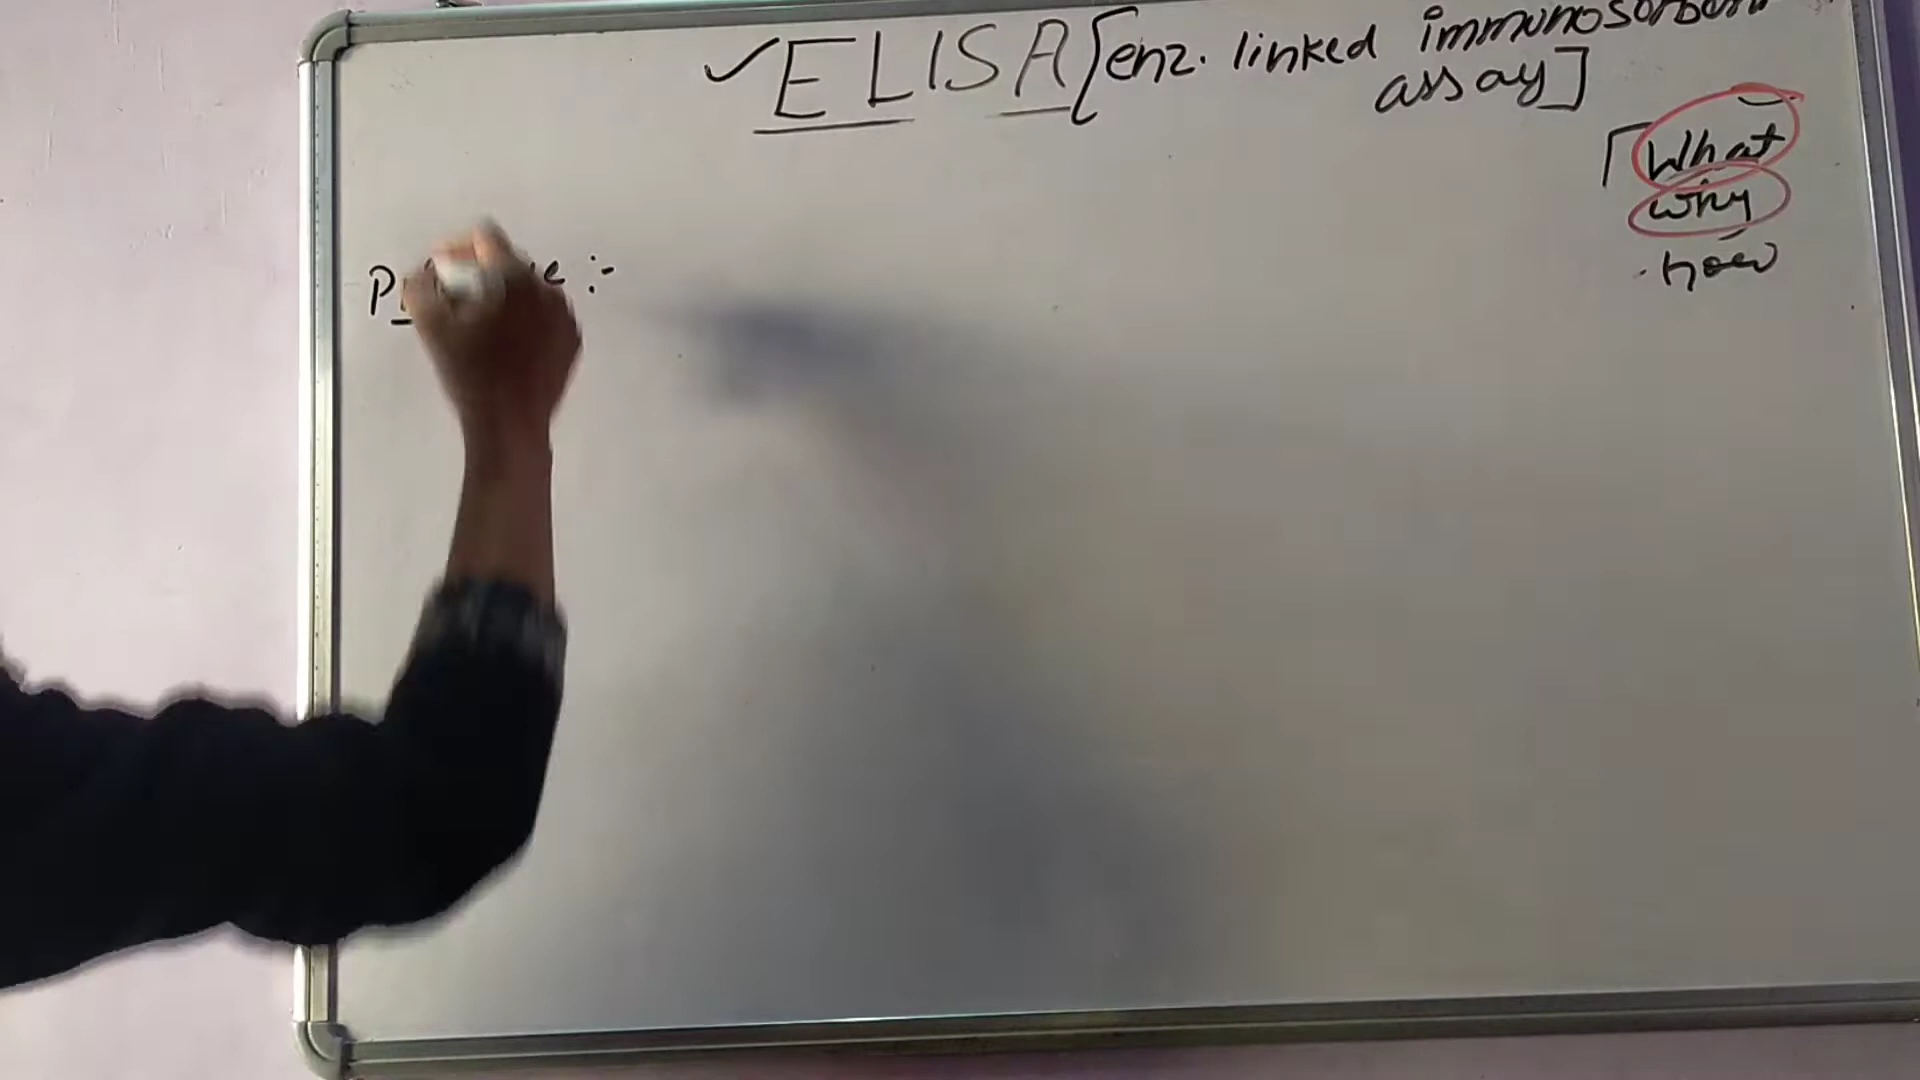 ✓ELISA [enz. linked immunosorbent
assay]
What
why
how